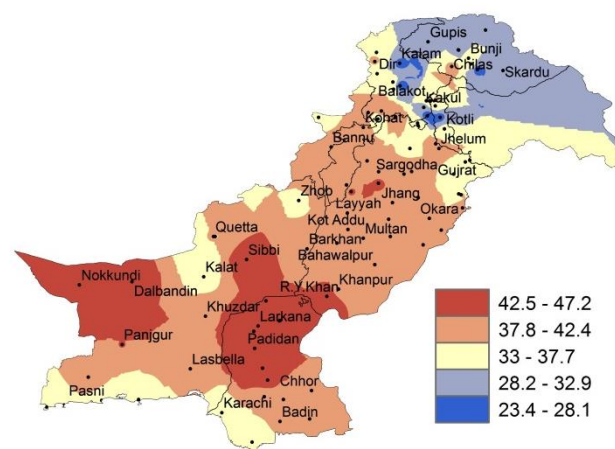 Gupis
Kalam
Bunji
Dir
Chilas
Skardu
Balakot
Kakul
Kohat
Kotli
Bannu
Jhelum
Sargodha
Gujrat
Zhob
Jhang
Layyah
Okara
Kot Addu
Quetta
Multan
Sibbi
Barkhan
Bahawalpur
Nokkundi
Kalat
Dalbandin
Khanpur
R.Y.Khan
Khuzdar
Larkana
Panjgur
Padidan
Lasbella
Chhor
Pasni
Karachi
Badin
42.5 - 47.2
37.8 - 42.4
33 - 37.7
28.2 - 32.9
23.4 - 28.1